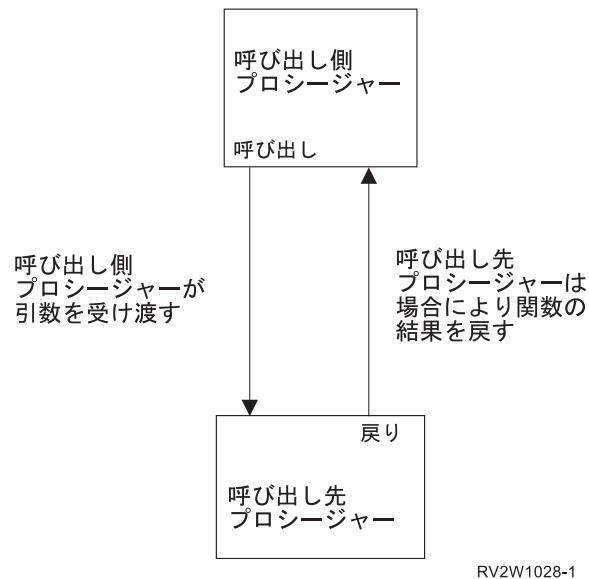 呼び出し側
プロシージャー
呼び出し
呼び出し側
プロシージャーが
引数を受け渡す
呼び出し先
プロシージャーは
場合により関数の
結果を戻す
戻り
呼び出し先
プロシージャー
RV2W1028-1